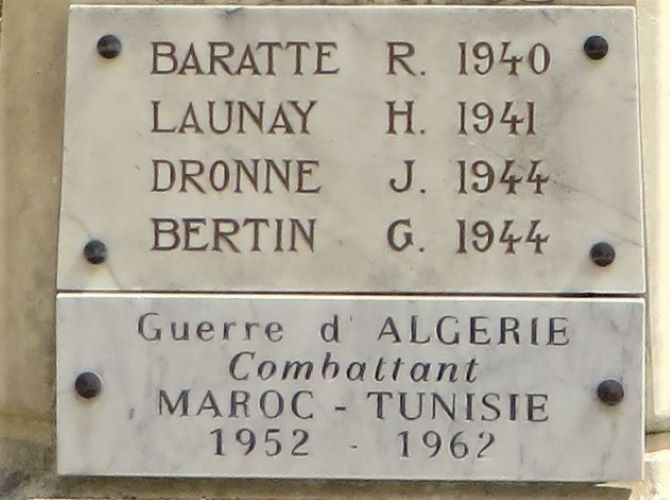 BARATTE R. 1940
LAUNAY H. 1941
DRONNE J. 1944
BERTIN G. 1944
Guerre d' ALGERIE
Combattant
MAROC - TUNISIE
1952 - 1962